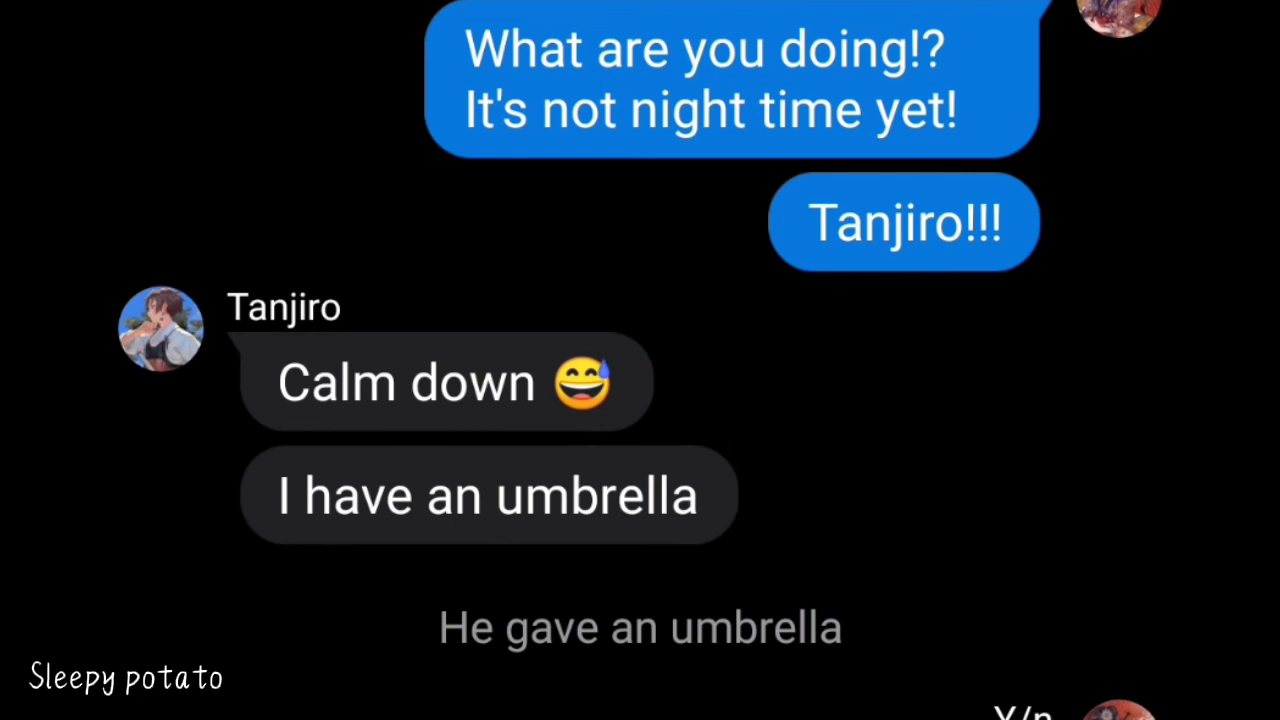 What are you doing!?
It's not night time yet!
Tanjiro!!!
Tanjiro
Calm down 😅
I have an umbrella
He gave an umbrella
Sleepy potato
Y/n